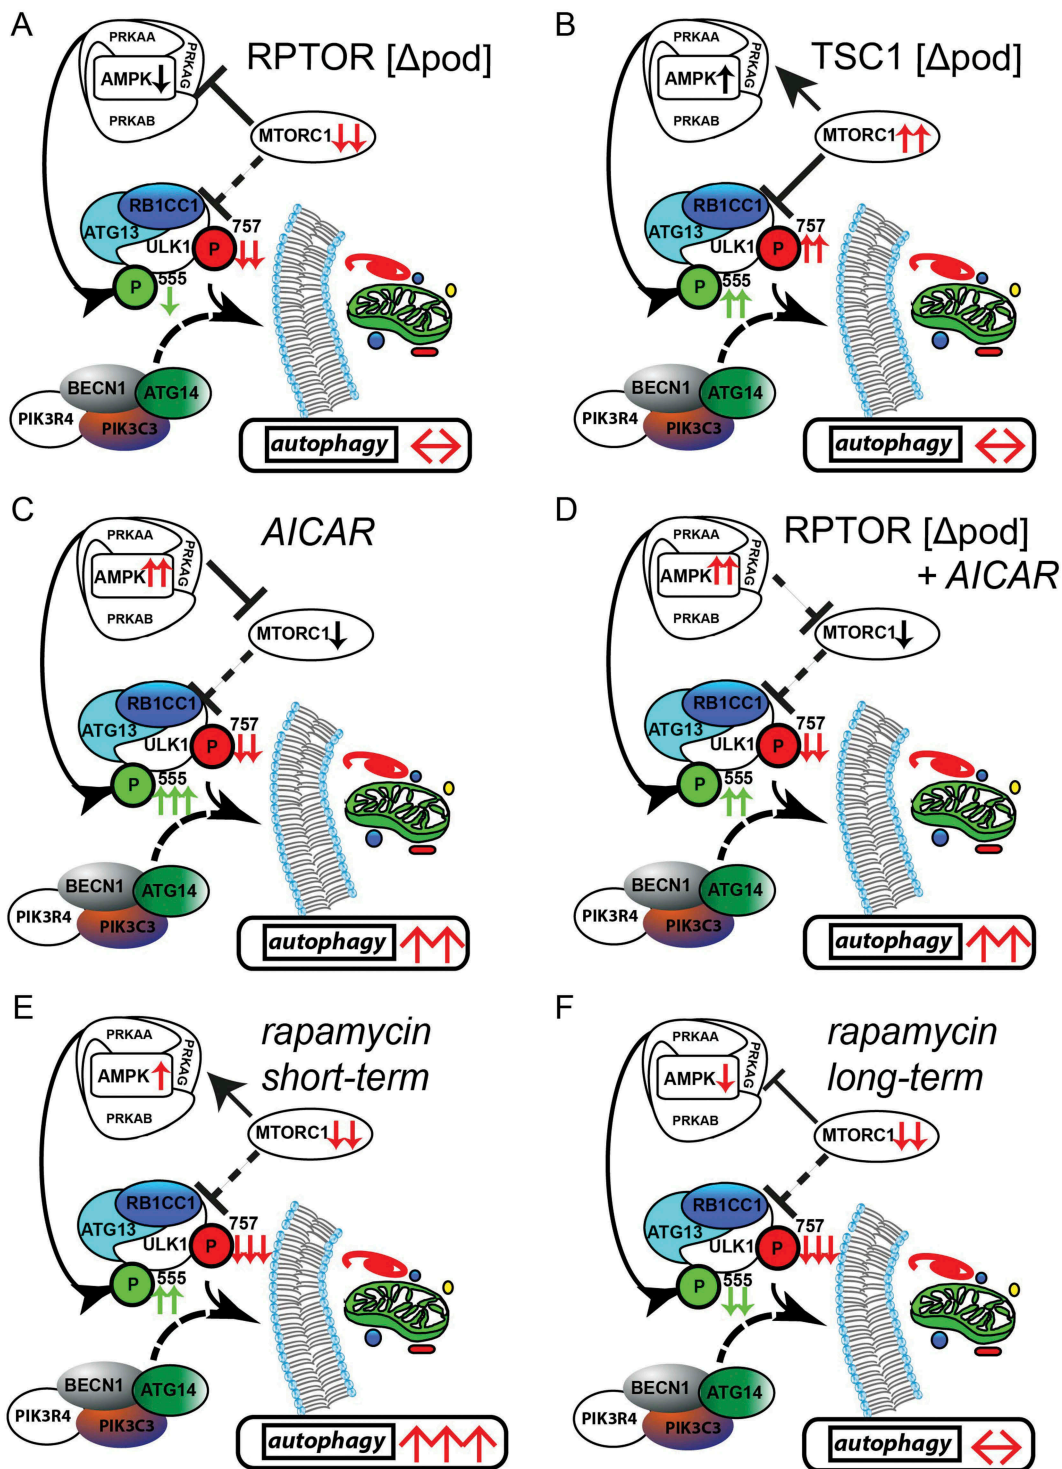 A
RPTOR [Δpod]
PRKAA
PRKAG
AMPK
PRKAB
MTORC1
RB1CC1
ATG13
ULK1
P
757
P
555
BECN1
ATG14
PIK3R4
PIK3C3
autophagy
B
TSC1 [Δpod]
PRKAA
PRKAG
AMPK
PRKAB
MTORC1
RB1CC1
ATG13
ULK1
P
757
P
555
BECN1
ATG14
PIK3R4
PIK3C3
autophagy
C
AICAR
PRKAA
PRKAG
AMPK
PRKAB
MTORC1
RB1CC1
ATG13
ULK1
P
757
P
555
BECN1
ATG14
PIK3R4
PIK3C3
autophagy
D
RPTOR [Δpod]
+ AICAR
PRKAA
PRKAG
AMPK
PRKAB
MTORC1
RB1CC1
ATG13
ULK1
P
757
P
555
BECN1
ATG14
PIK3R4
PIK3C3
autophagy
E
rapamycin
short-term
PRKAA
PRKAG
AMPK
PRKAB
MTORC1
RB1CC1
ATG13
ULK1
P
757
P
555
BECN1
ATG14
PIK3R4
PIK3C3
autophagy
F
rapamycin
long-term
PRKAA
PRKAG
AMPK
PRKAB
MTORC1
RB1CC1
ATG13
ULK1
P
757
P
555
BECN1
ATG14
PIK3R4
PIK3C3
autophagy